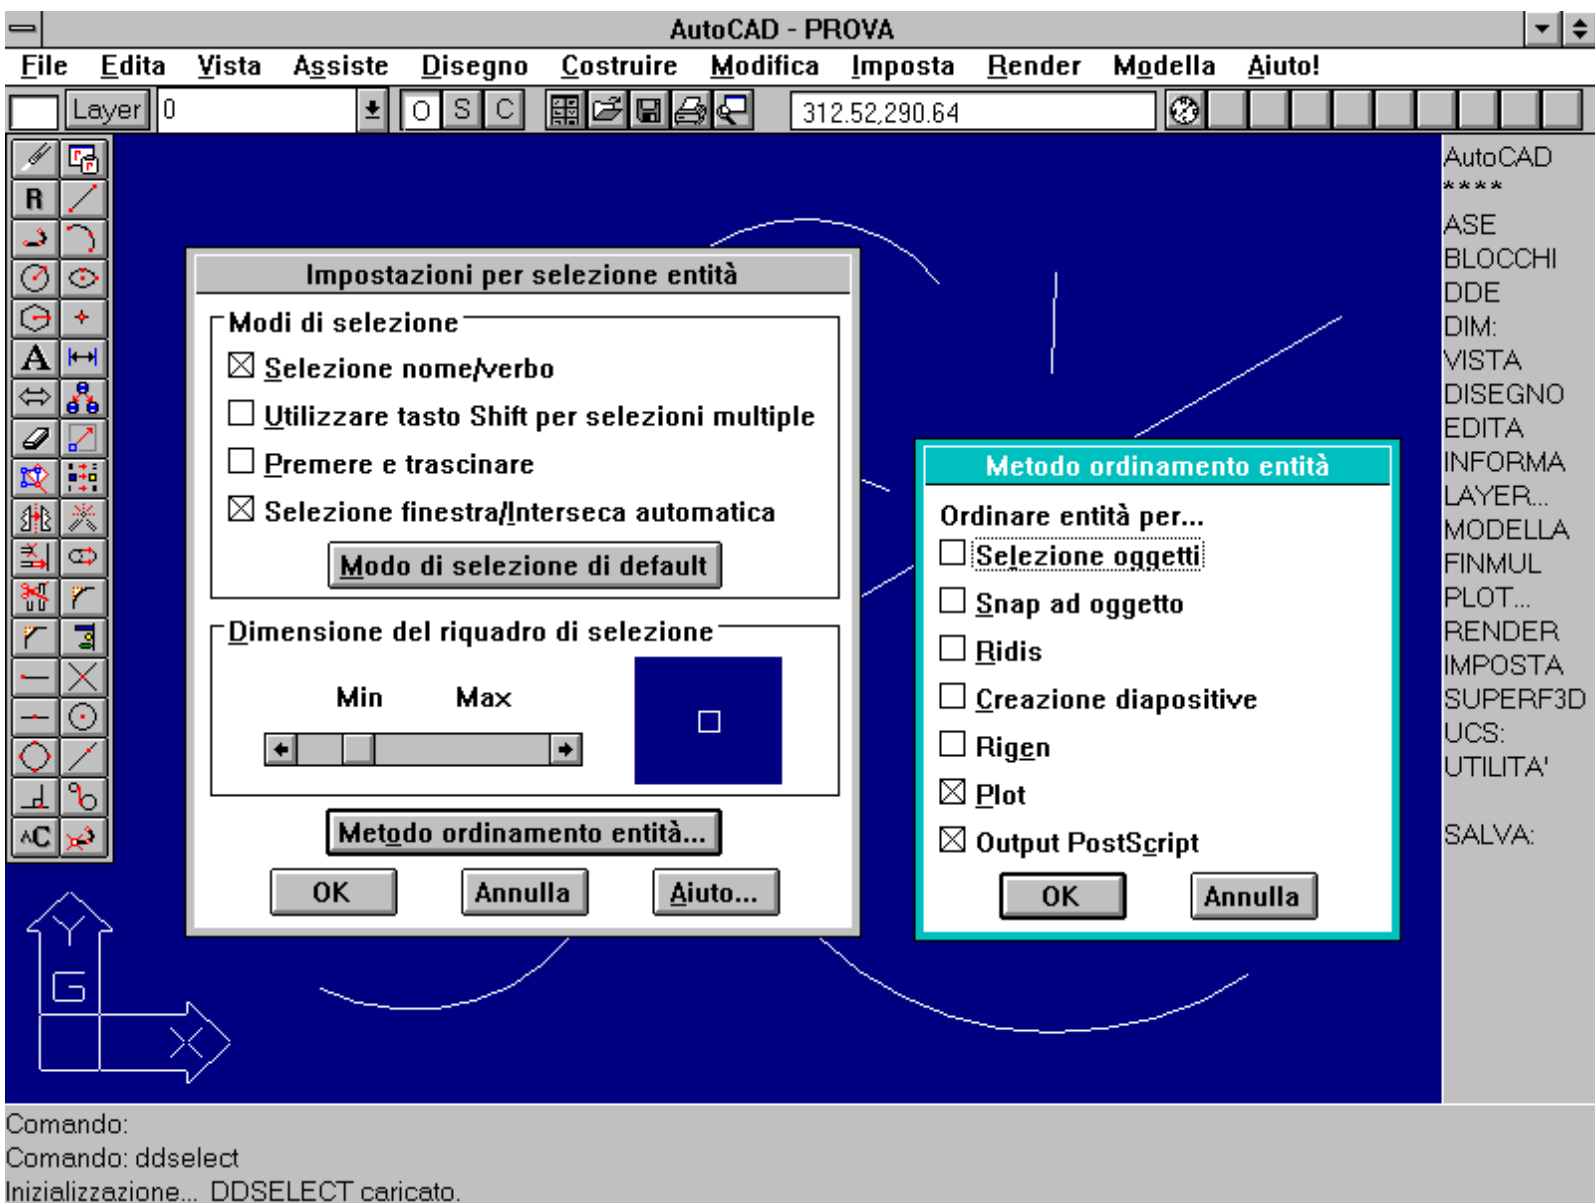 AutoCAD - PROVA
File Edita Vista Assiste Disegno Costruire Modifica Imposta Render Modella Aiuto!
Layer 0 O S C 312.52,290.64
R
A
AC
Impostazioni per selezione entità
Modi di selezione
Selezione nome/verbo
Utilizzare tasto Shift per selezioni multiple
Premere e trascinare
Selezione finestra/Interseca automatica
Modo di selezione di default
Dimensione del riquadro di selezione
Min Max
Metodo ordinamento entità...
OK Annulla Aiuto...
Metodo ordinamento entità
Ordinare entità per...
Selezione oggetti
Snap ad oggetto
Ridis
Creazione diapositive
Rigen
Plot
Output PostScript
OK Annulla
AutoCAD
****
ASE
BLOCCHI
DDE
DIM:
VISTA
DISEGNO
EDITA
INFORMA
LAYER...
MODELLA
FINMUL
PLOT...
RENDER
IMPOSTA
SUPERF3D
UCS:
UTILITA'
SALVA:
Y
G
X
Comando:
Comando: ddselect
Inizializzazione... DDSELECT caricato.